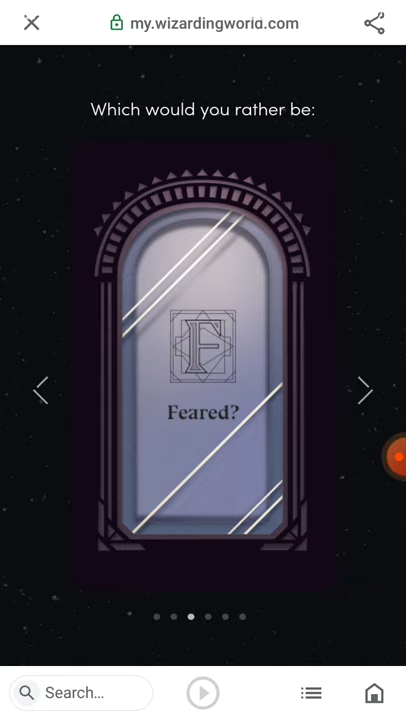 my.wizardingworld.com
Which would you rather be:
F
Feared?
Search...